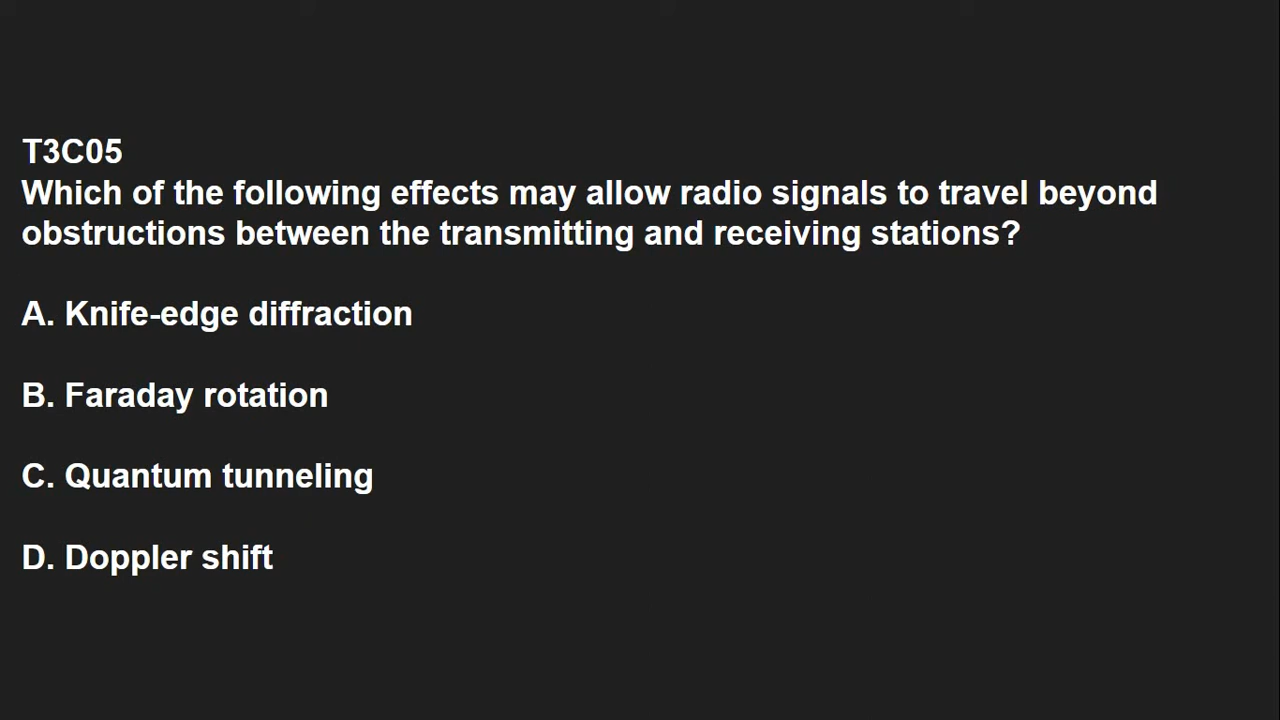 T3C05
Which of the following effects may allow radio signals to travel beyond
obstructions between the transmitting and receiving stations?
A. Knife-edge diffraction
B. Faraday rotation
C. Quantum tunneling
D. Doppler shift